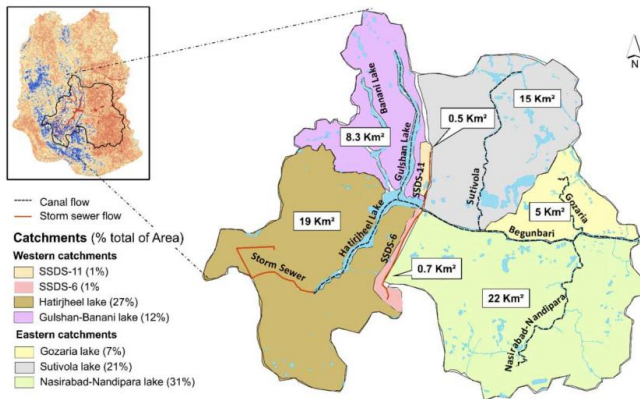 N
Banani Lake
Gulshan Lake
15 Km²
0.5 Km²
8.3 Km²
SSDS-11
Sutivola
5 Km²
Gozaria
19 Km²
Hatirjheel Lake
Begunbari
SSDS-6
Storm Sewer
0.7 Km²
22 Km²
Nasirabad-Nandipara
Canal flow
Storm sewer flow
Catchments (% total of Area)
Western catchments
SSDS-11 (1%)
SSDS-6 (1%)
Hatirjheel lake (27%)
Gulshan-Banani lake (12%)
Eastern catchments
Gozaria lake (7%)
Sutivola lake (21%)
Nasirabad-Nandipara lake (31%)